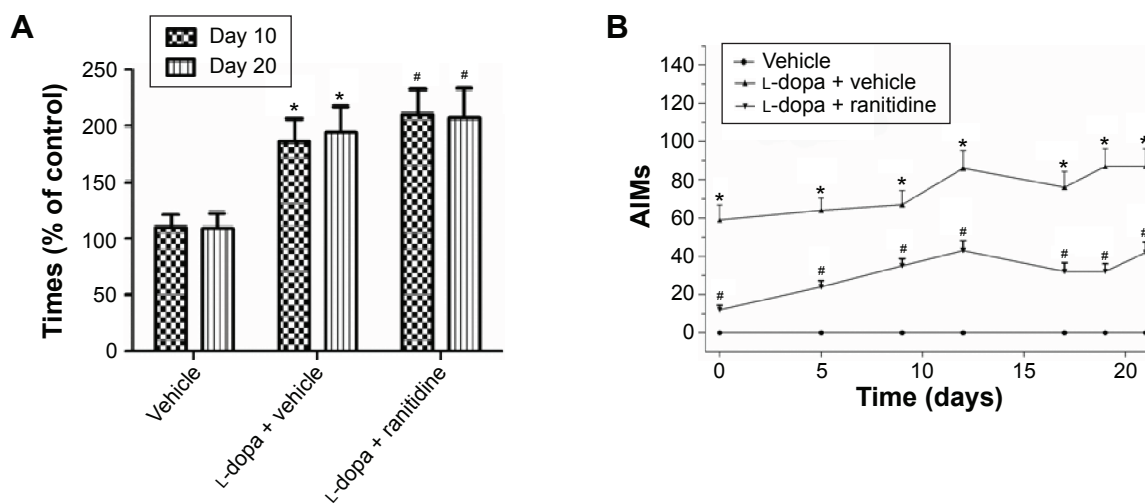 A
Day 10
Day 20
Times (% of control)
250
200
150
100
50
0
* * # #
Vehicle
L-dopa + vehicle
L-dopa + ranitidine
B
Vehicle
L-dopa + vehicle
L-dopa + ranitidine
AIMs
140
120
100
80
60
40
20
0
* * * * * * *
# # # # # # #
0 5 10 15 20
Time (days)